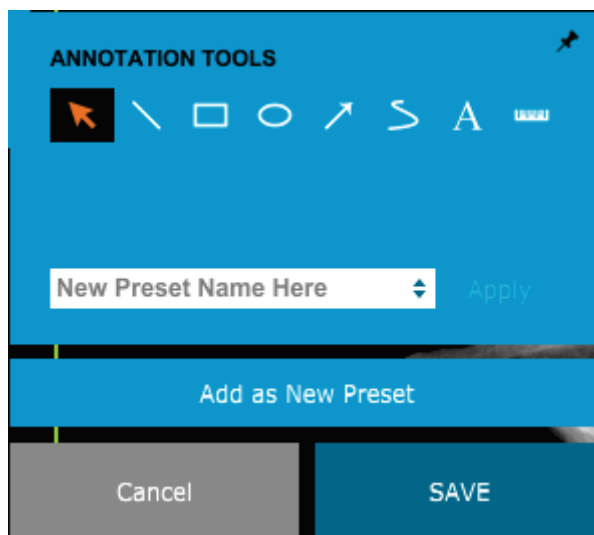 ANNOTATION TOOLS
A
New Preset Name Here
Apply
Add as New Preset
Cancel
SAVE